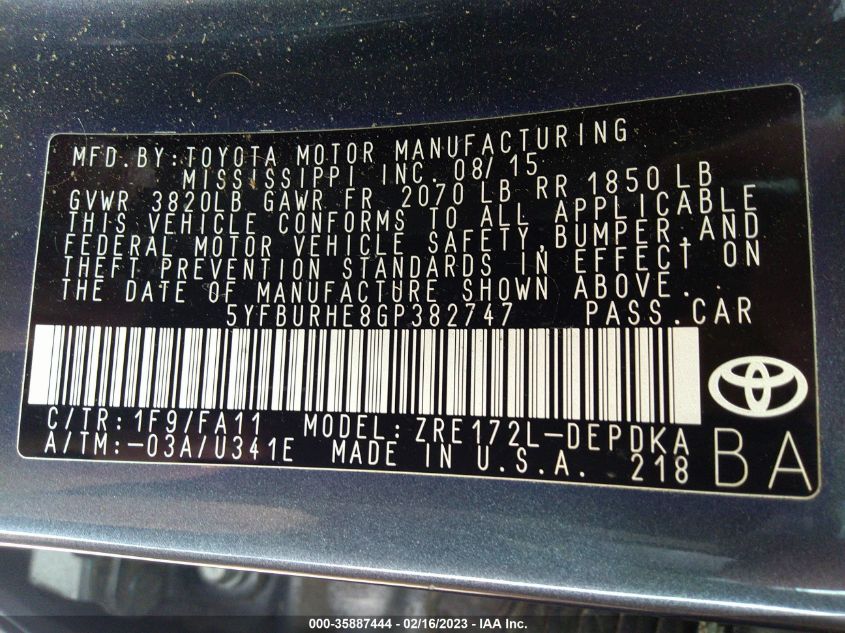 MFD.BY:TOYOTA MOTOR MANUFACTURING
MISSISSIPPI INC. 08/15
GVWR 3820LB GAWR FR 2070 LB RR 1850 LB
THIS VEHICLE CONFORMS TO ALL APPLICABLE
FEDERAL MOTOR VEHICLE SAFETY,BUMPER,AND
THEFT PREVENTION STANDARDS IN EFFECT ON
THE DATE OF MANUFACTURE SHOWN ABOVE.
5YFBURHE8GP382747 PASS.CAR
C/TR:1F9/FA11 MODEL:ZRE172L-DEPDKA
A/TM:-03A/U341E MADE IN U.S.A. 218
BA
000-35887444 - 02/16/2023 - IAA Inc.